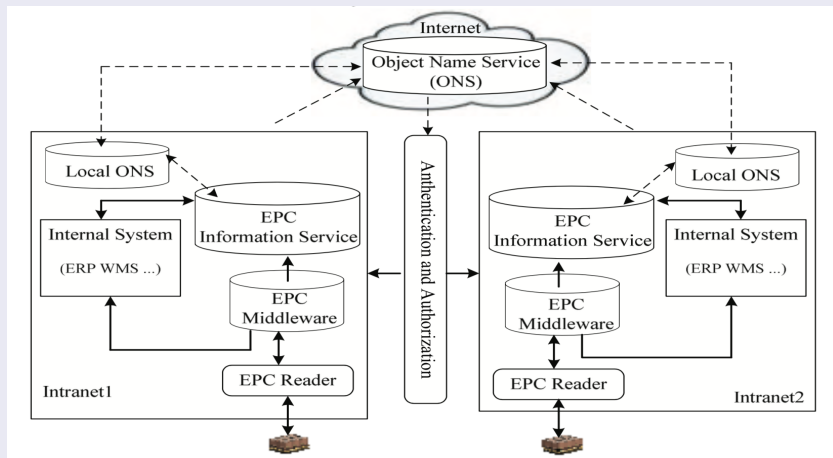 Internet
Object Name Service
(ONS)
Local ONS
EPC
Information Service
Internal System
(ERP WMS ...)
EPC
Middleware
EPC Reader
Intranet1
Anthentication and Authorization
Local ONS
EPC
Information Service
Internal System
(ERP WMS ...)
EPC
Middleware
EPC Reader
Intranet2